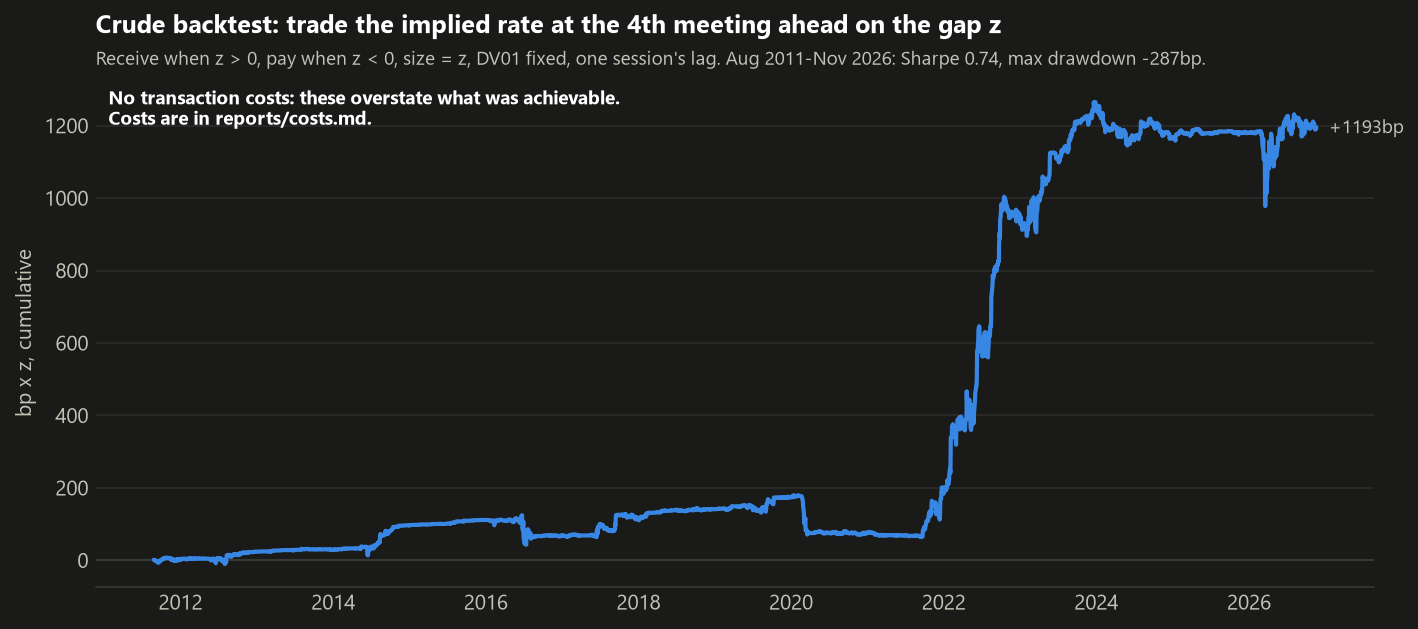 Crude backtest: trade the implied rate at the 4th meeting ahead on the gap z
Receive when z > 0, pay when z < 0, size = z, DV01 fixed, one session's lag. Aug 2011-Nov 2026: Sharpe 0.74, max drawdown -287bp.
No transaction costs: these overstate what was achievable.
Costs are in reports/costs.md.
bp x z, cumulative
1200
1000
800
600
400
200
0
+1193bp
2012 2014 2016 2018 2020 2022 2024 2026